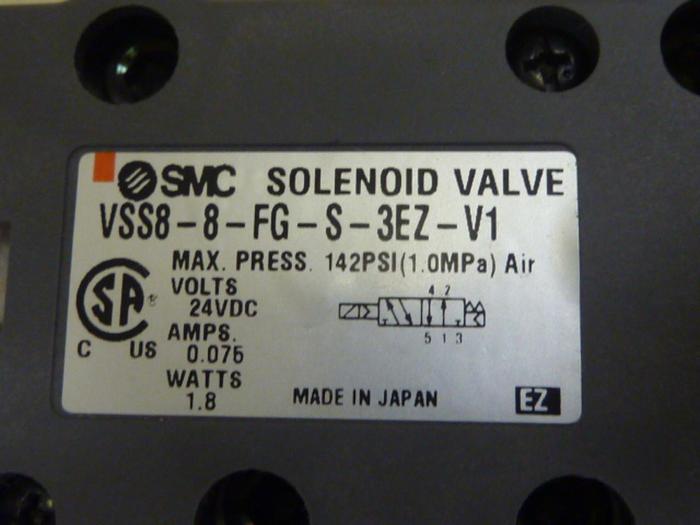 SMC SOLENOID VALVE
VSS8-8-FG-S-3EZ-V1
MAX. PRESS. 142PSI(1.0MPa) Air
VOLTS
24VDC
AMPS.
0.075
WATTS
1.8
SA ®
C US
4 2
5 1 3
MADE IN JAPAN
EZ